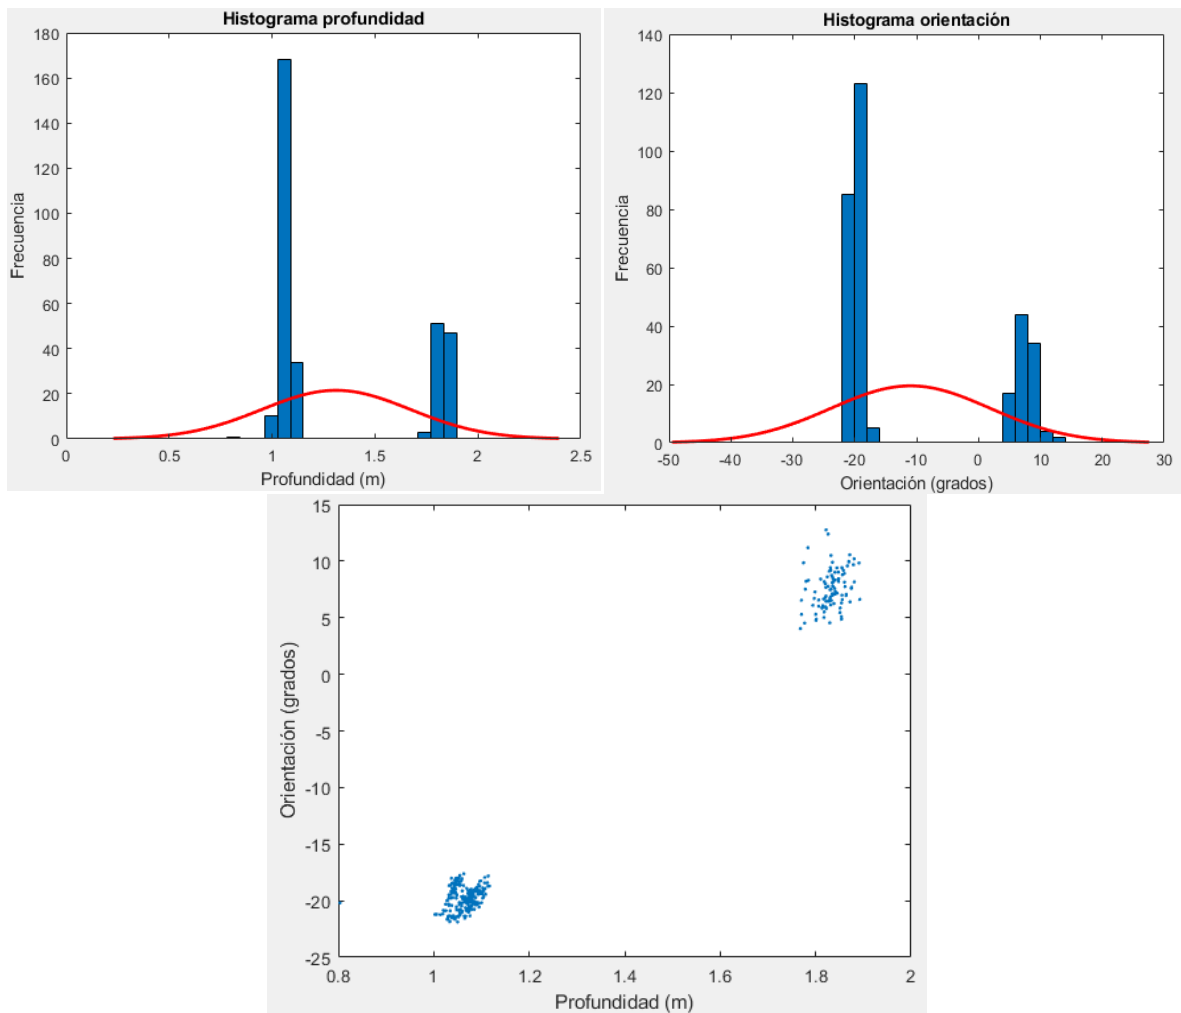 Histograma profundidad
180
160
140
120
100
80
60
40
20
0
Frecuencia
0 0.5 1 1.5 2 2.5
Profundidad (m)
Histograma orientación
140
120
100
80
60
40
20
0
Frecuencia
-50 -40 -30 -20 -10 0 10 20 30
Orientación (grados)
15
10
5
0
-5
-10
-15
-20
-25
Orientación (grados)
0.8 1 1.2 1.4 1.6 1.8 2
Profundidad (m)